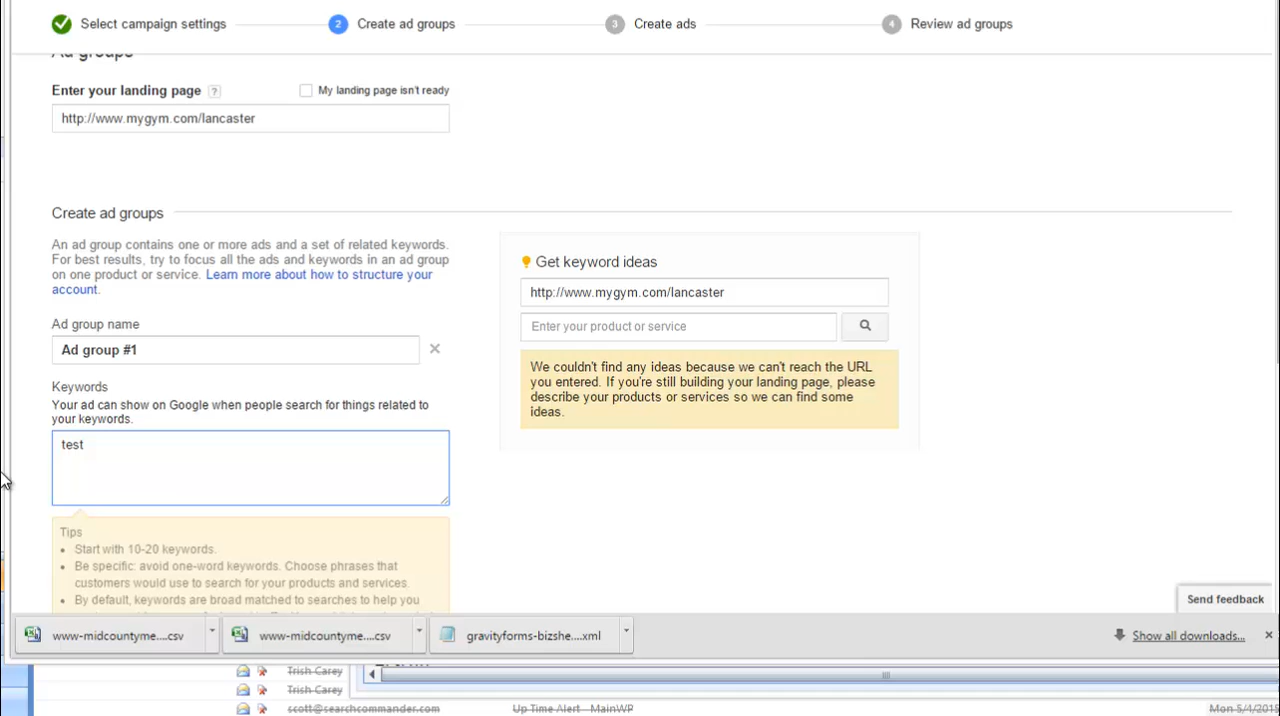 Select campaign settings
2 Create ad groups
3 Create ads
4 Review ad groups
Ad groups
Enter your landing page ?
My landing page isn't ready
http://www.mygym.com/lancaster
Create ad groups
An ad group contains one or more ads and a set of related keywords.
For best results, try to focus all the ads and keywords in an ad group
on one product or service. Learn more about how to structure your
account.
Ad group name
Ad group #1
Keywords
Your ad can show on Google when people search for things related to
your keywords.
test
Tips
• Start with 10-20 keywords.
• Be specific: avoid one-word keywords. Choose phrases that
customers would use to search for your products and services.
• By default, keywords are broad matched to searches to help you
Get keyword ideas
http://www.mygym.com/lancaster
Enter your product or service
We couldn't find any ideas because we can't reach the URL
you entered. If you're still building your landing page, please
describe your products or services so we can find some
ideas.
Send feedback
www-midcountyme....csv
www-midcountyme....csv
gravityforms-bizshe....xml
Show all downloads...
Trish Carey
Trish Carey
scott@searchcommander.com
Up Time Alert - MainWP
Mon 5/4/2015